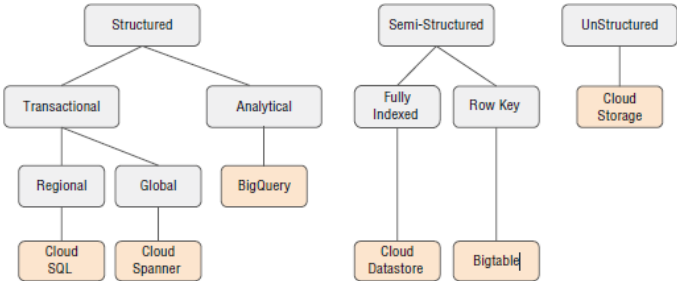 Structured
Semi-Structured
UnStructured
Transactional
Analytical
Fully
Indexed
Row Key
Cloud
Storage
Regional
Global
BigQuery
Cloud
SQL
Cloud
Spanner
Cloud
Datastore
Bigtable